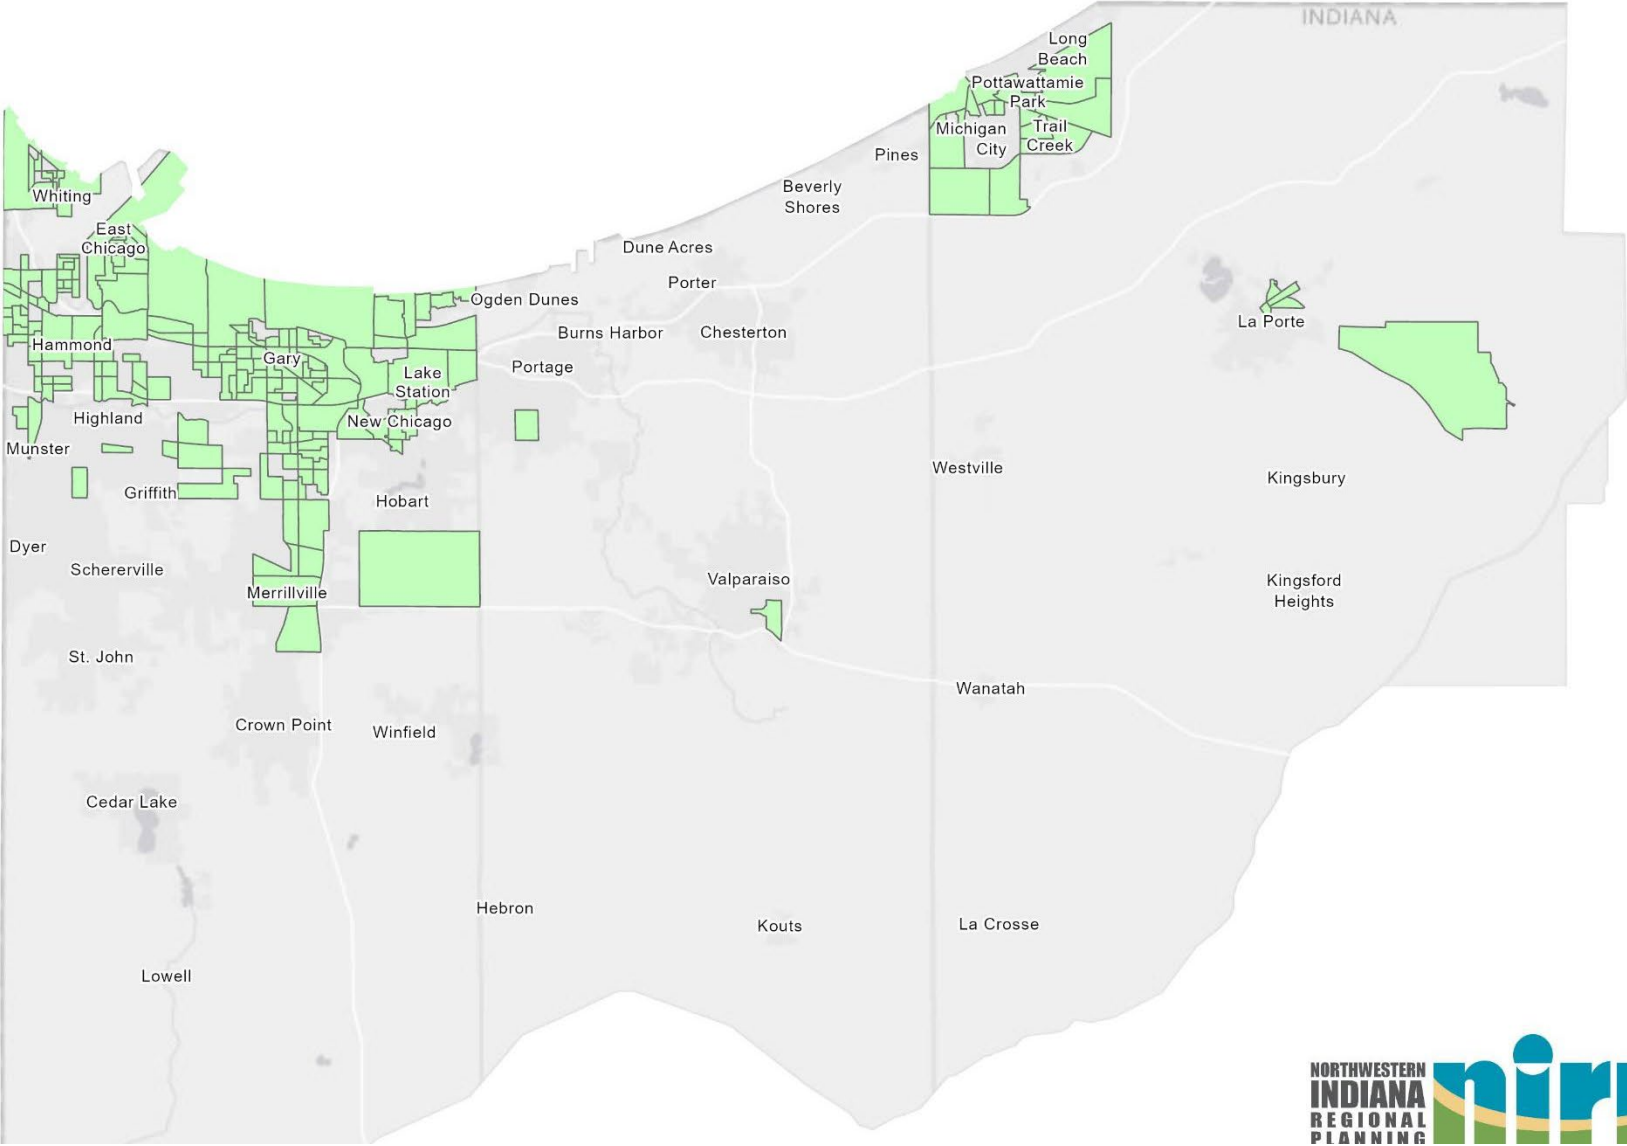 INDIANA
Long
Beach
Pottawattamie
Park
Michigan
City
Trail
Creek
Pines
Beverly
Shores
Whiting
East
Chicago
Dune Acres
Porter
Ogden Dunes
Burns Harbor
Chesterton
La Porte
Hammond
Gary
Portage
Lake
Station
Highland
New Chicago
Munster
Westville
Kingsbury
Griffith
Hobart
Dyer
Schererville
Merrillville
Valparaiso
Kingsford
Heights
St. John
Wanatah
Crown Point
Winfield
Cedar Lake
Hebron
Kouts
La Crosse
Lowell
NORTHWESTERN
INDIANA
REGIONAL
PLANNING
nir